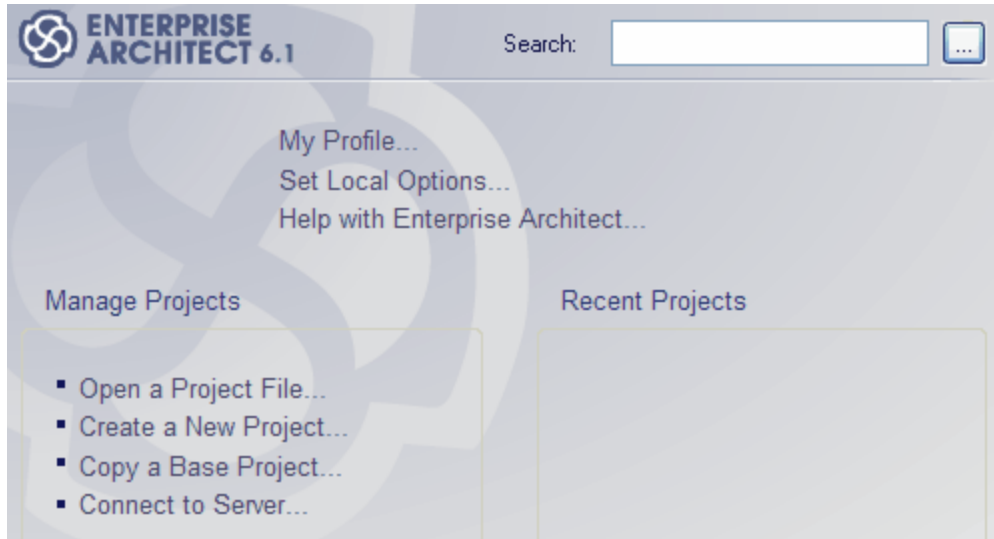 ENTERPRISE
ARCHITECT 6.1
Search:
...
My Profile...
Set Local Options...
Help with Enterprise Architect...
Manage Projects
Recent Projects
Open a Project File...
Create a New Project...
Copy a Base Project...
Connect to Server...